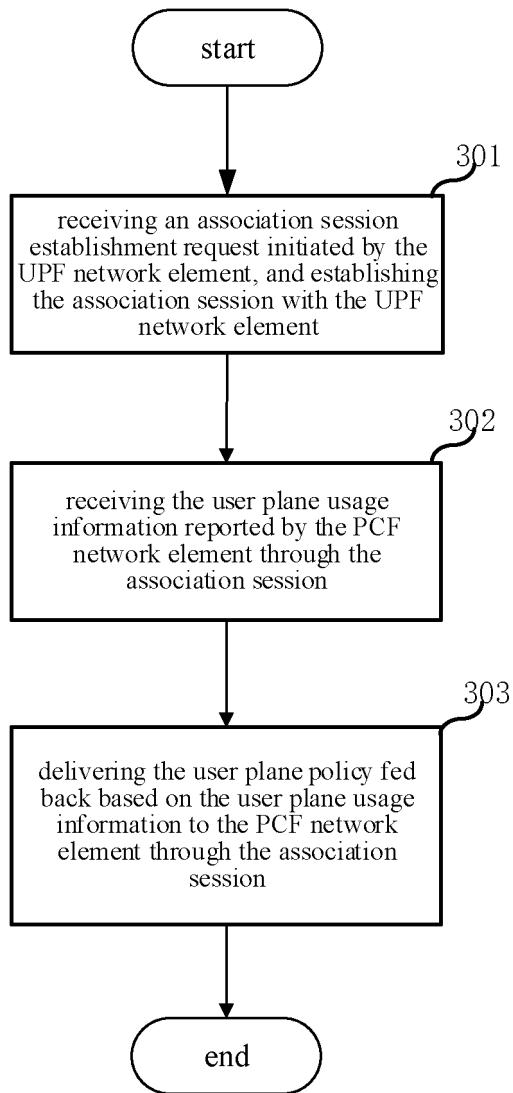 start
301
receiving an association session
establishment request initiated by the
UPF network element, and establishing
the association session with the UPF
network element
302
receiving the user plane usage
information reported by the PCF
network element through the
association session
303
delivering the user plane policy fed
back based on the user plane usage
information to the PCF network
element through the association
session
end